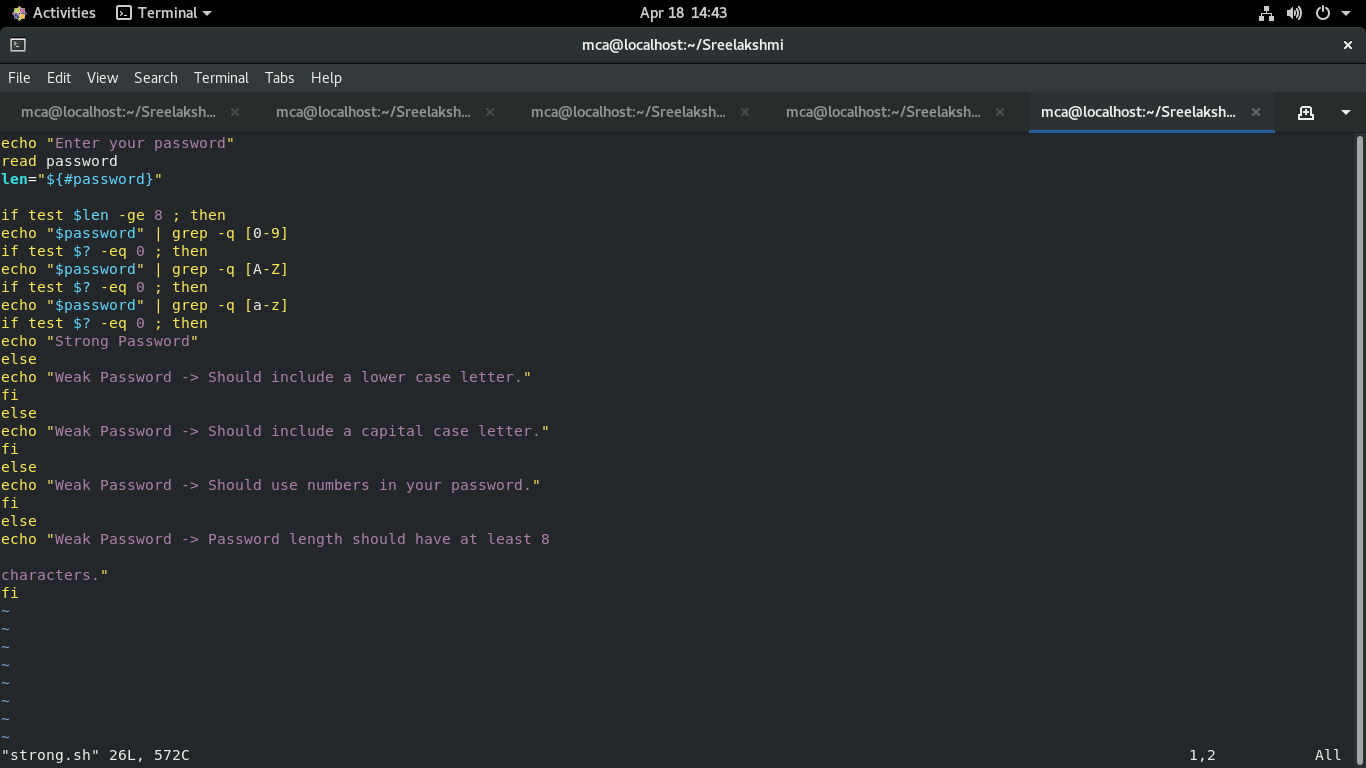 Activities Terminal Apr 18 14:43
mca@localhost:~/Sreelakshmi
File Edit View Search Terminal Tabs Help
mca@localhost:~/Sreelaksh... mca@localhost:~/Sreelaksh... mca@localhost:~/Sreelaksh... mca@localhost:~/Sreelaksh... mca@localhost:~/Sreelaksh...
echo "Enter your password"
read password
len="${#password}"
if test $len -ge 8 ; then
echo "$password" | grep -q [0-9]
if test $? -eq 0 ; then
echo "$password" | grep -q [A-Z]
if test $? -eq 0 ; then
echo "$password" | grep -q [a-z]
if test $? -eq 0 ; then
echo "Strong Password"
else
echo "Weak Password -> Should include a lower case letter."
fi
else
echo "Weak Password -> Should include a capital case letter."
fi
else
echo "Weak Password -> Should use numbers in your password."
fi
else
echo "Weak Password -> Password length should have at least 8
characters."
fi
~
~
~
~
~
~
~
~
"strong.sh" 26L, 572C 1,2 All